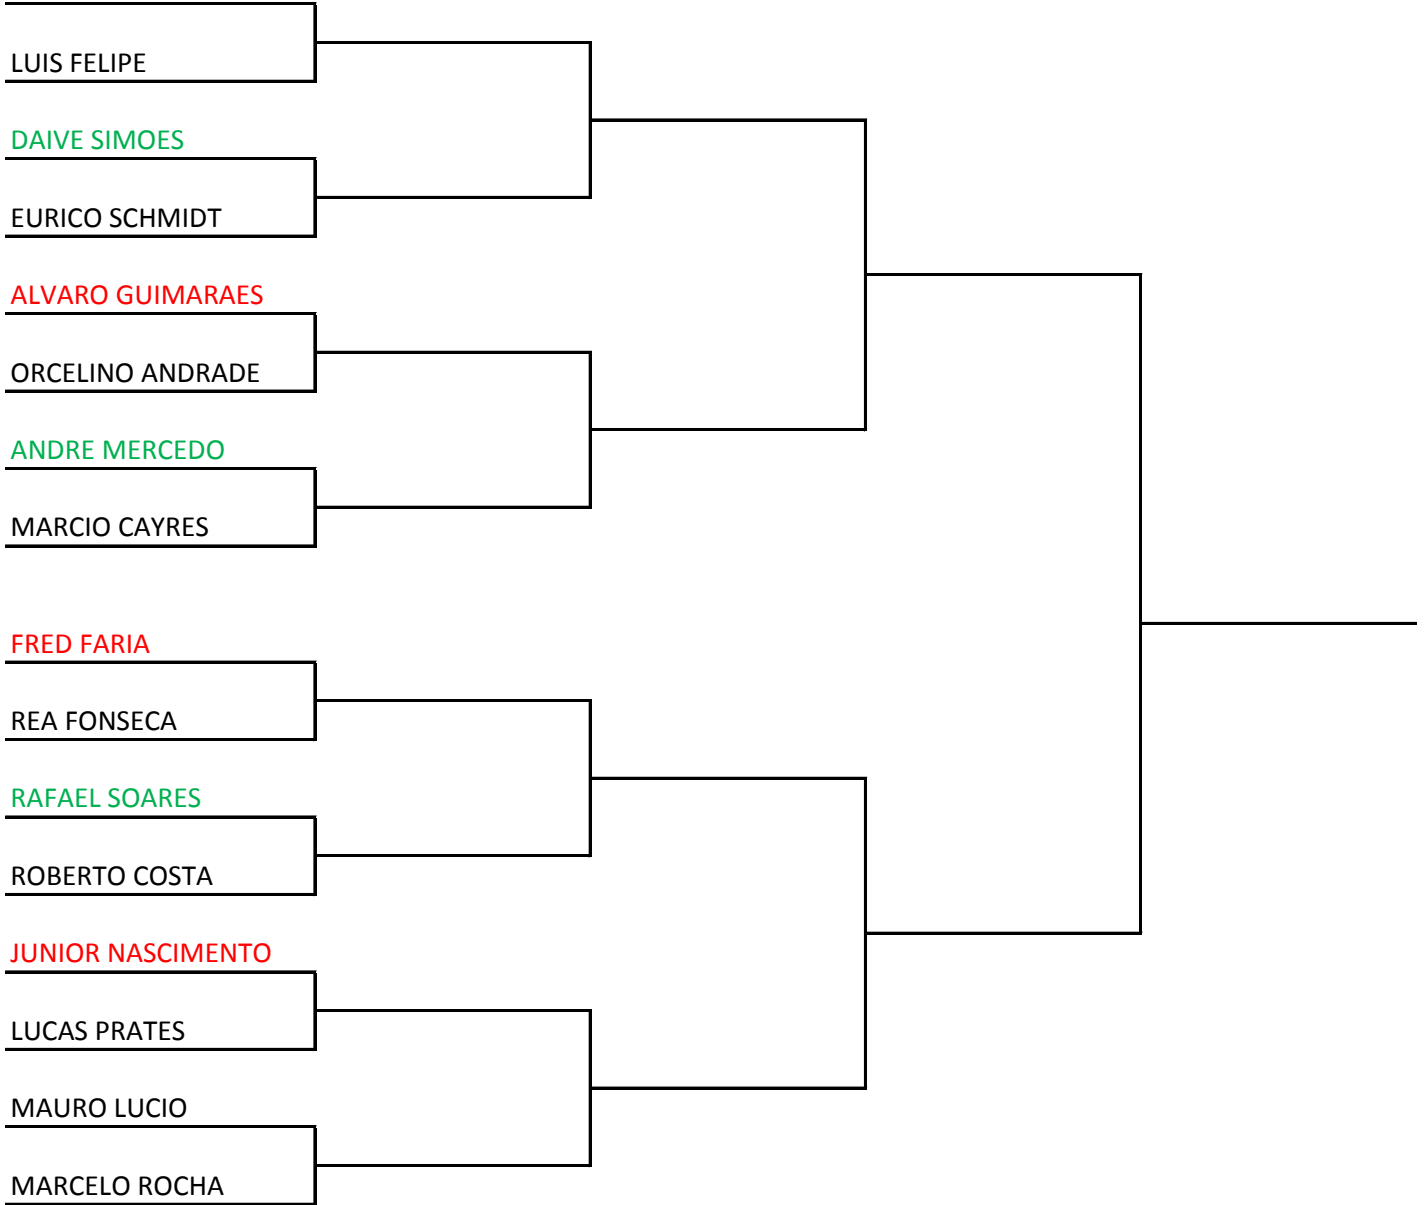 LUIS FELIPE
DAIVE SIMOES
EURICO SCHMIDT
ALVARO GUIMARAES
ORCELINO ANDRADE
ANDRE MERCEDO
MARCIO CAYRES
FRED FARIA
REA FONSECA
RAFAEL SOARES
ROBERTO COSTA
JUNIOR NASCIMENTO
LUCAS PRATES
MAURO LUCIO
MARCELO ROCHA